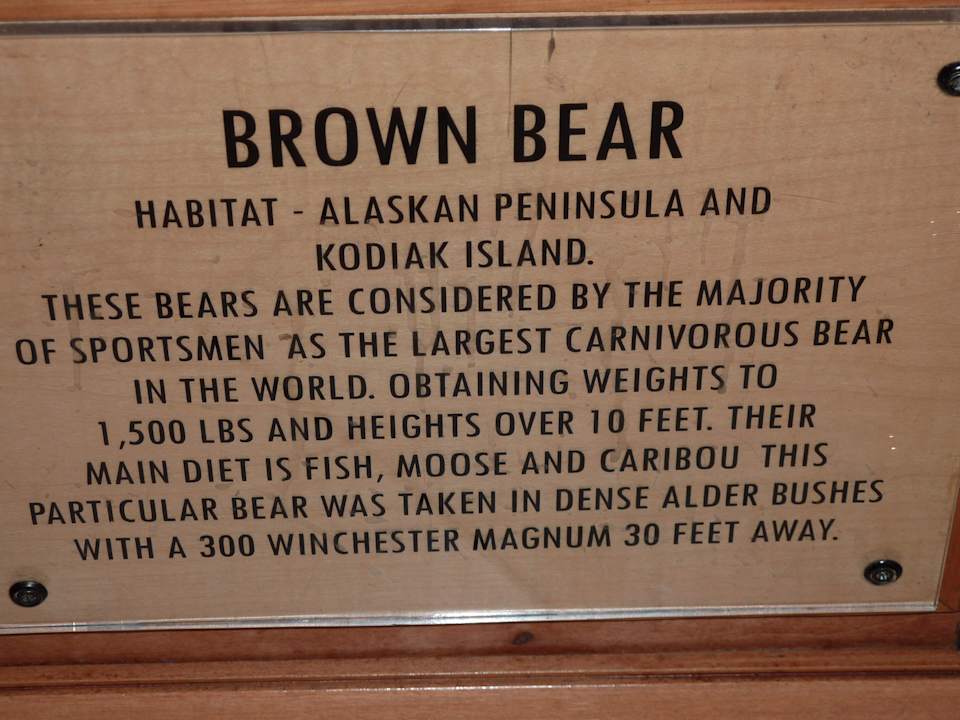 BROWN BEAR
HABITAT - ALASKAN PENINSULA AND
KODIAK ISLAND.
THESE BEARS ARE CONSIDERED BY THE MAJORITY
OF SPORTSMEN AS THE LARGEST CARNIVOROUS BEAR
IN THE WORLD. OBTAINING WEIGHTS TO
1,500 LBS AND HEIGHTS OVER 10 FEET. THEIR
MAIN DIET IS FISH, MOOSE AND CARIBOU THIS
PARTICULAR BEAR WAS TAKEN IN DENSE ALDER BUSHES
WITH A 300 WINCHESTER MAGNUM 30 FEET AWAY.